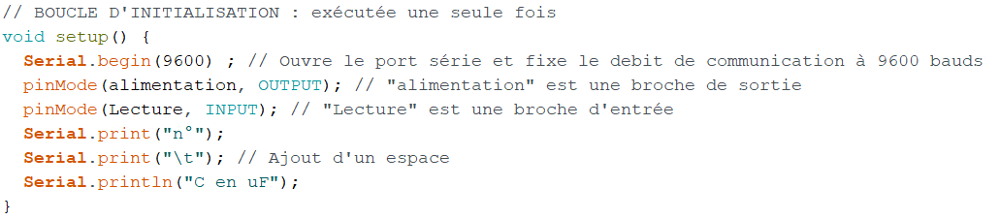 // BOUCLE D'INITIALISATION : exécutée une seule fois
void setup() {
  Serial.begin(9600) ; // Ouvre le port série et fixe le debit de communication à 9600 bauds
  pinMode(alimentation, OUTPUT); // "alimentation" est une broche de sortie
  pinMode(Lecture, INPUT); // "Lecture" est une broche d'entrée
  Serial.print("n°");
  Serial.print("\t"); // Ajout d'un espace
  Serial.println("C en uF");
}